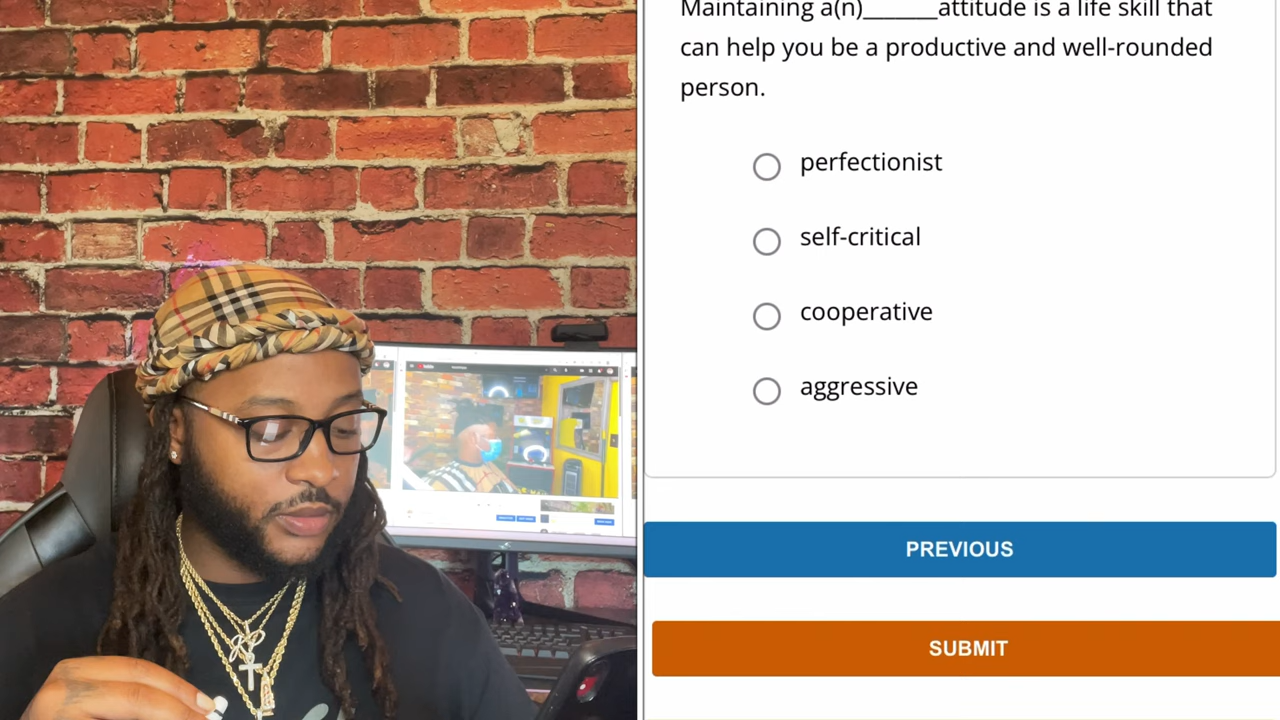 Maintaining a(n)______attitude is a life skill that
can help you be a productive and well-rounded
person.
perfectionist
self-critical
cooperative
aggressive
PREVIOUS
SUBMIT